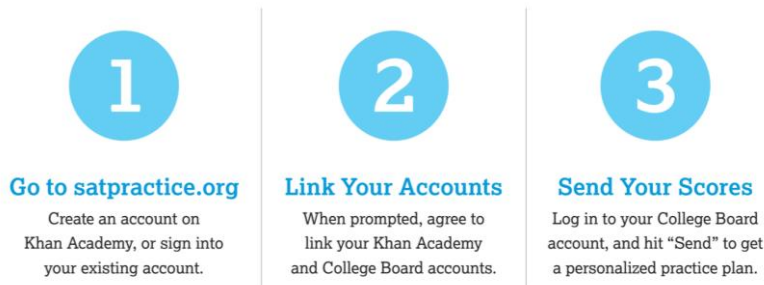 1
Go to satpractice.org
Create an account on
Khan Academy, or sign into
your existing account.
2
Link Your Accounts
When prompted, agree to
link your Khan Academy
and College Board accounts.
3
Send Your Scores
Log in to your College Board
account, and hit “Send” to get
a personalized practice plan.